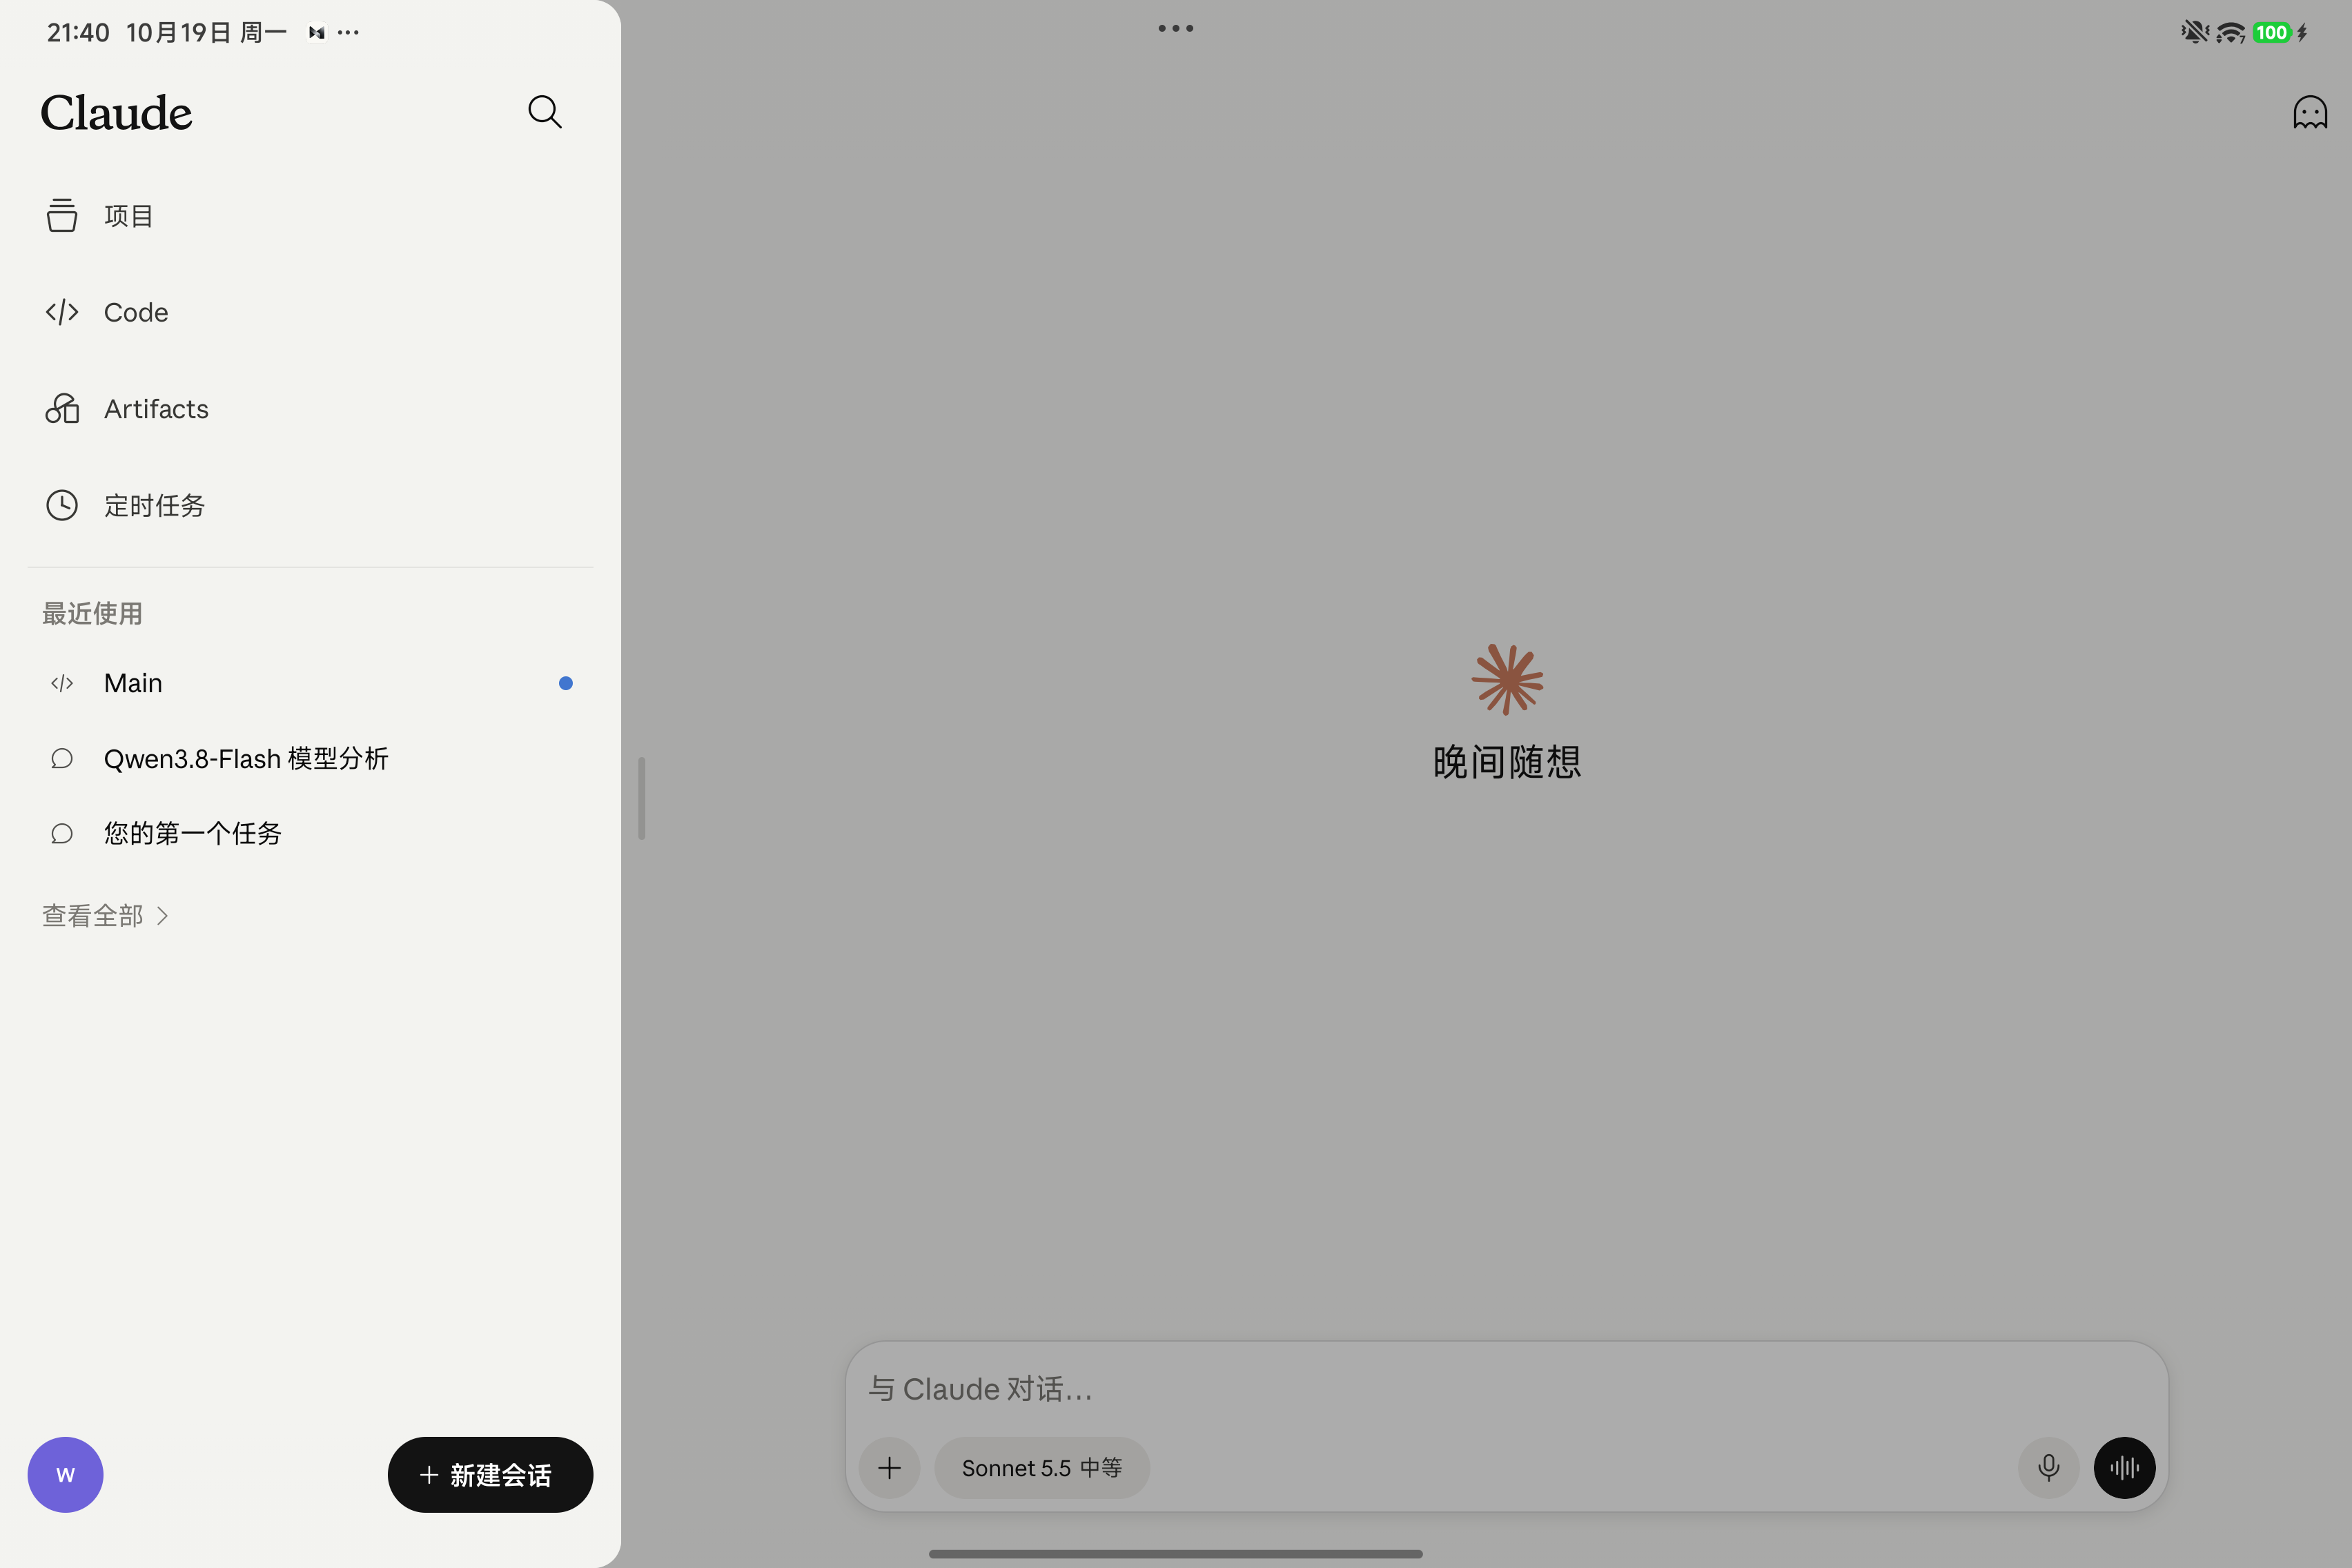 21:40 10月19日 周一
100
Claude
项目
Code
Artifacts
定时任务
最近使用
Main
Qwen3.8-Flash 模型分析
您的第一个任务
查看全部
W
新建会话
晚间随想
与 Claude 对话...
Sonnet 5.5 中等